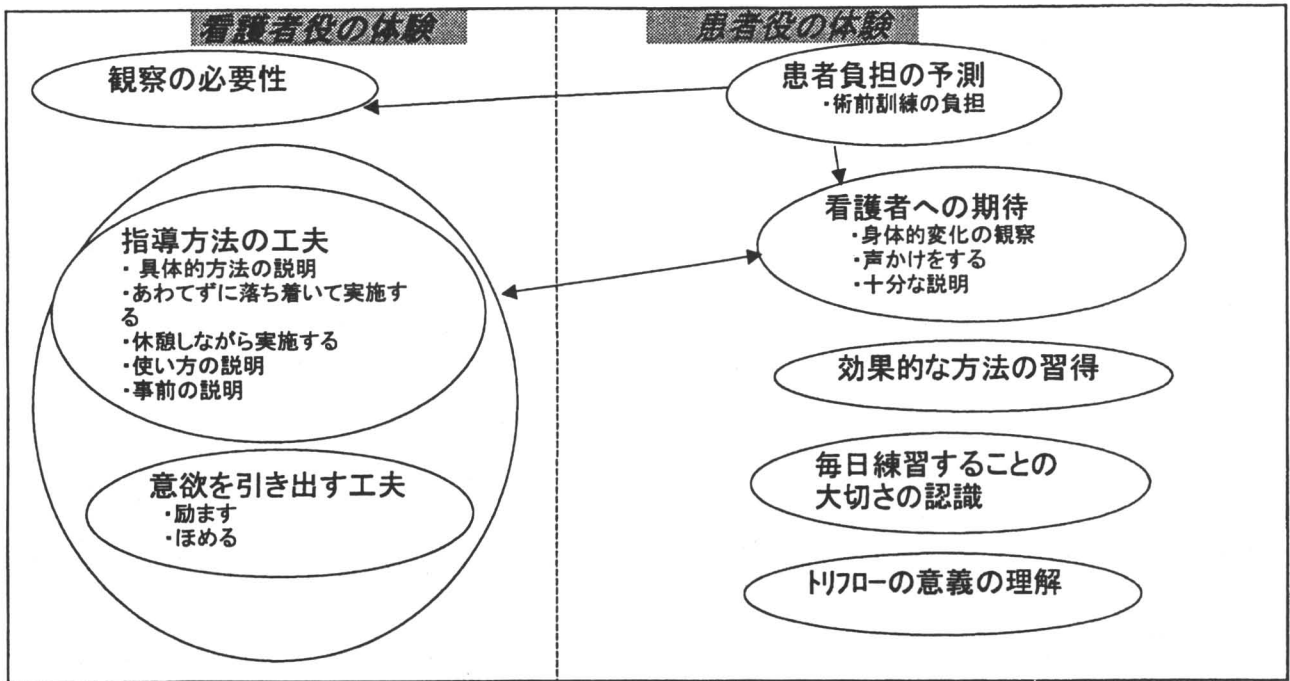 看護者役の体験
観察の必要性
指導方法の工夫
・ 具体的方法の説明
・あわてずに落ち着いて実施す
る
・休憩しながら実施する
・使い方の説明
・事前の説明
意欲を引き出す工夫
・励ます
・ほめる
患者役の体験
患者負担の予測
・術前訓練の負担
看護者への期待
・身体的変化の観察
・声かけをする
・十分な説明
効果的な方法の習得
毎日練習することの
大切さの認識
トリフローの意義の理解